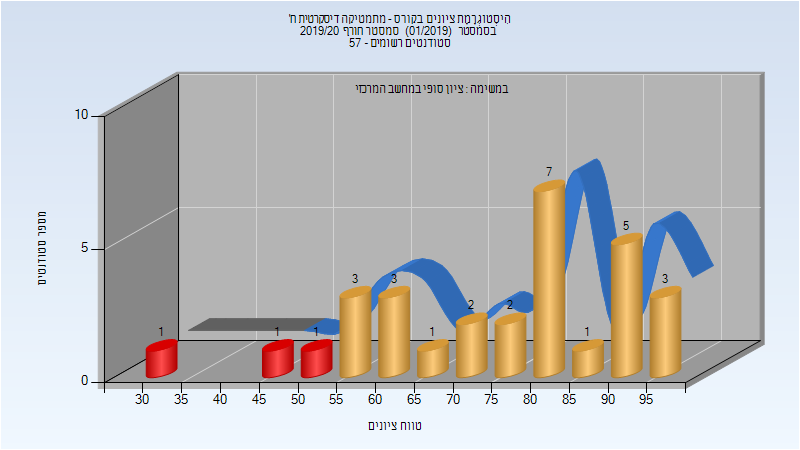 היסטוגרמת ציונים בקורס - מתמטיקה דיסקרטית ח'
בסמסטר (01/2019) סמסטר חורף 2019/20
סטודנטים רשומים - 57
במשימה : ציון סופי במחשב המרכזי
מספר סטודנטים
10
5
0
1
1
1
3
3
1
2
2
7
1
5
3
30 35 40 45 50 55 60 65 70 75 80 85 90 95
טווח ציונים